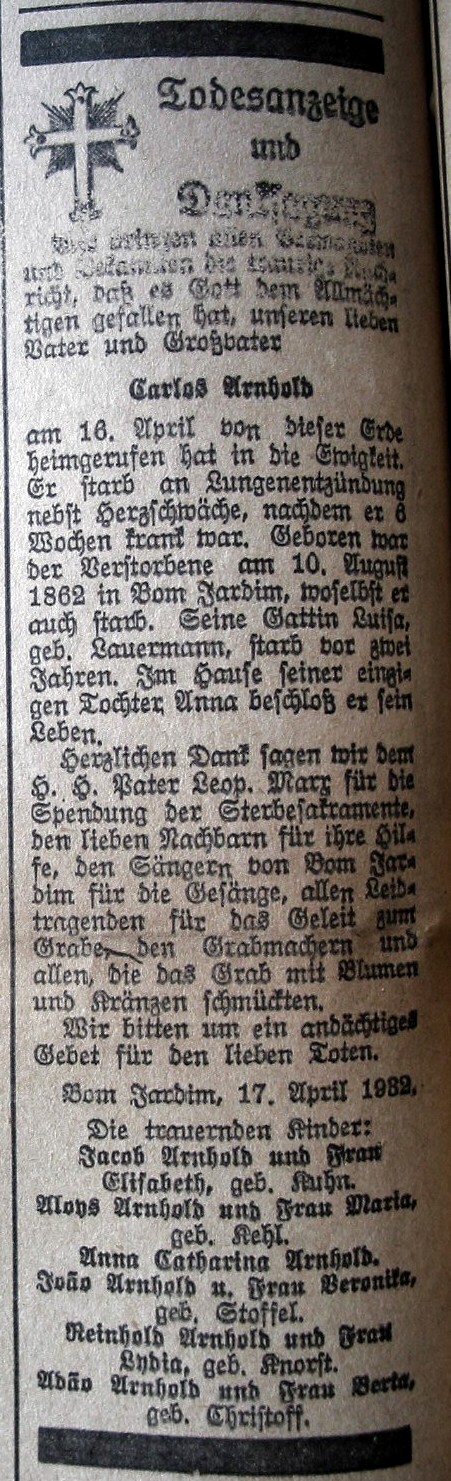 Todesanzeige
und
Danksagung
Wir bringen allen Verwandten
und Bekannten die traurige Nach-
richt, daß es Gott dem Allmäch-
tigen gefallen hat, unseren lieben
Vater und Großvater
Carlos Arnhold
am 16. April von dieser Erde
heimgerufen hat in die Ewigkeit.
Er starb an Lungenentzündung
nebst Herzschwäche, nachdem er 6
Wochen krank war. Geboren war
der Verstorbene am 10. August
1862 in Bom Jardim, woselbst er
auch starb. Seine Gattin Luisa,
geb. Lauermann, starb vor zwei
Jahren. Im Hause seiner einzi-
gen Tochter Anna beschloß er sein
Leben.
Herzlichen Dank sagen wir dem
H. H. Pater Leop. Marx für die
Spendung der Sterbesakramente,
den lieben Nachbarn für ihre Hil-
fe, den Sängern von Bom Jar-
dim für die Gesänge, allen Leid-
tragenden für das Geleit zum
Grabe, den Grabmachern und
allen, die das Grab mit Blumen
und Kränzen schmückten.
Wir bitten um ein andächtiges
Gebet für den lieben Toten.
Bom Jardim, 17. April 1932.
Die trauernden Kinder:
Jacob Arnhold und Frau
Elisabeth, geb. Kuhn.
Aloys Arnhold und Frau Maria,
geb. Kehl.
Anna Catharina Arnhold.
João Arnhold u. Frau Veronika,
geb. Stoffel.
Reinhold Arnhold und Frau
Lydia, geb. Knorst.
Adão Arnhold und Frau Berta,
geb. Christoff.